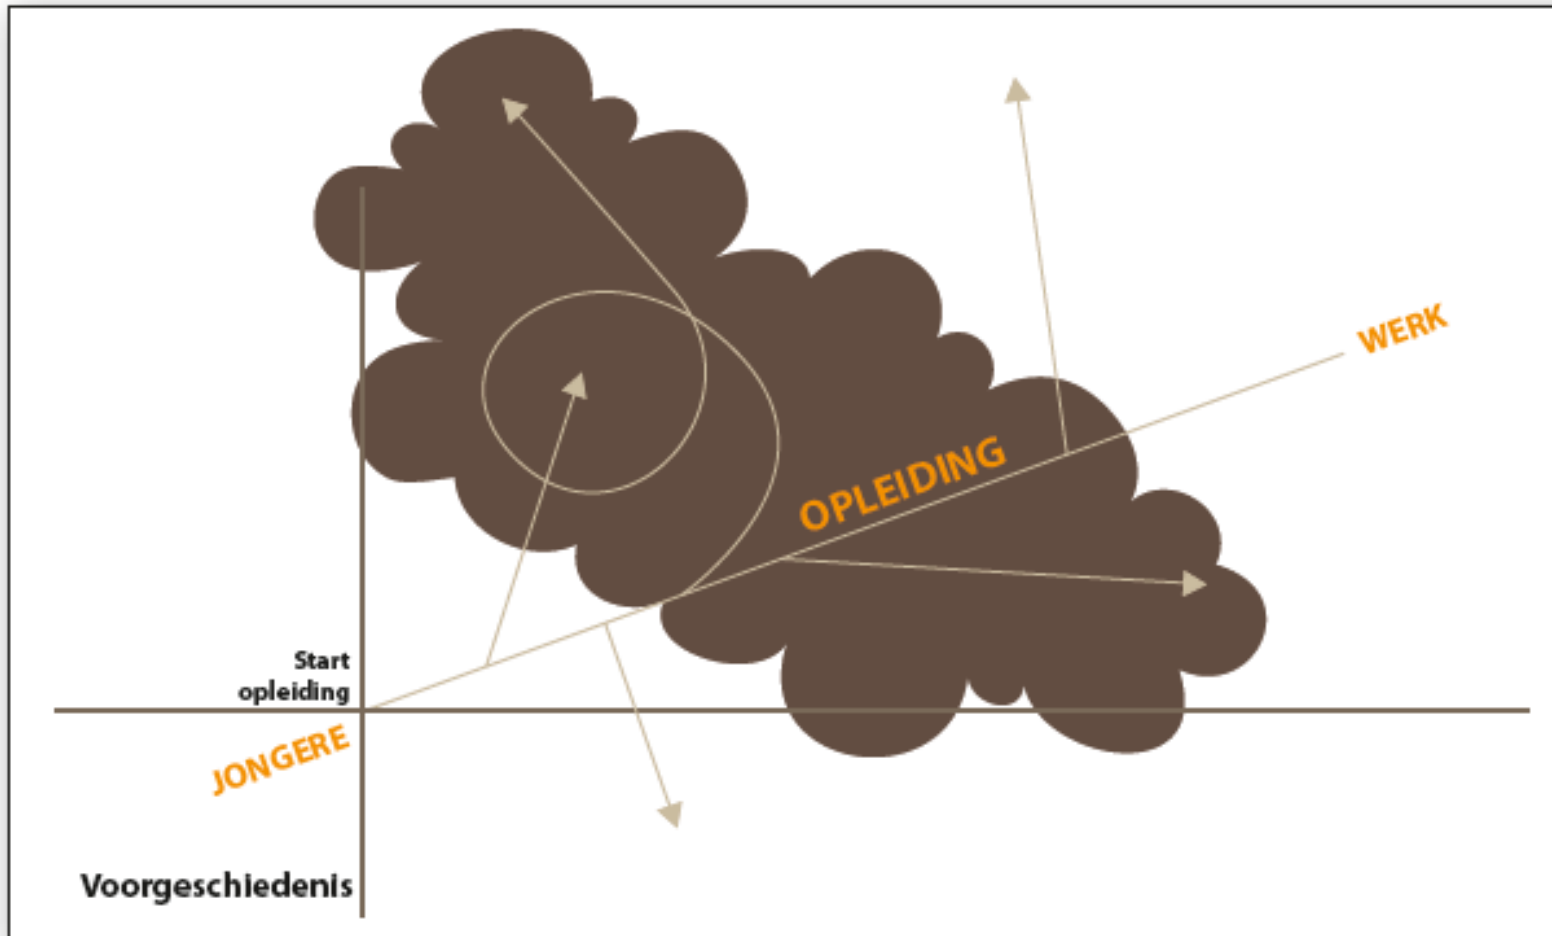 WERK
OPLEIDING
Start
opleiding
JONGERE
Voorgeschiedenis